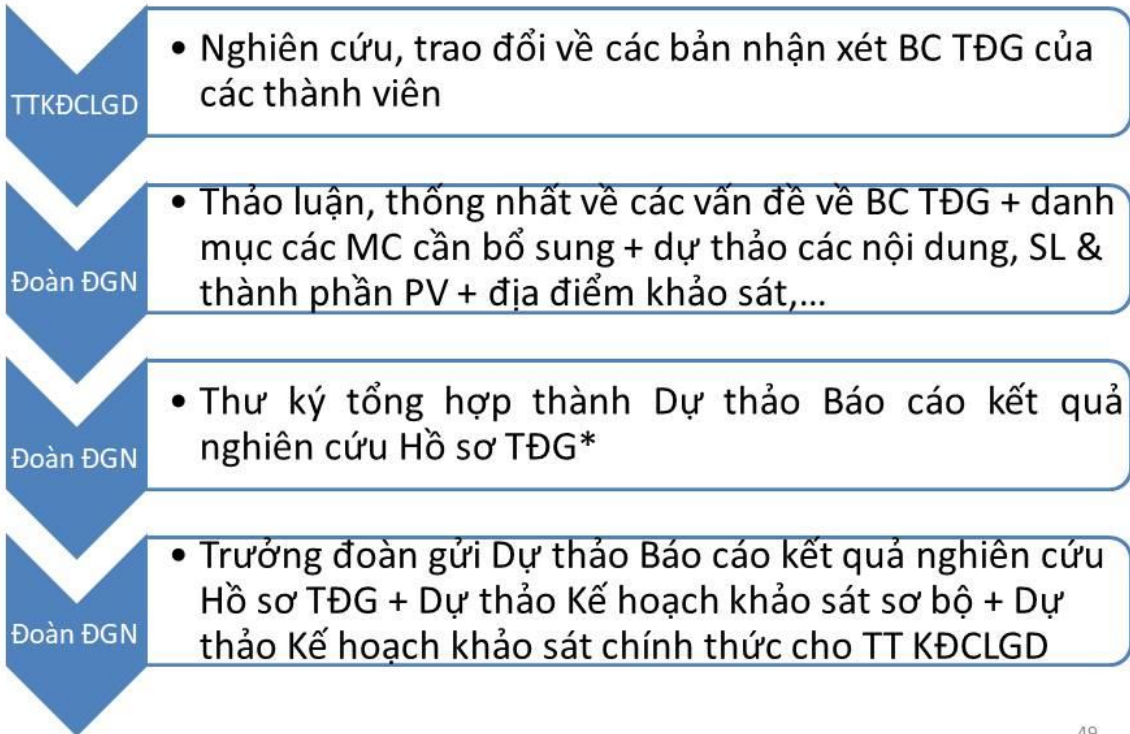 TTKĐCLGD
• Nghiên cứu, trao đổi về các bản nhận xét BC TĐG của
các thành viên
Đoàn ĐGN
• Thảo luận, thống nhất về các vấn đề về BC TĐG + danh
mục các MC cần bổ sung + dự thảo các nội dung, SL &
thành phần PV + địa điểm khảo sát,...
Đoàn ĐGN
• Thư ký tổng hợp thành Dự thảo Báo cáo kết quả
nghiên cứu Hồ sơ TĐG*
Đoàn ĐGN
• Trưởng đoàn gửi Dự thảo Báo cáo kết quả nghiên cứu
Hồ sơ TĐG + Dự thảo Kế hoạch khảo sát sơ bộ + Dự
thảo Kế hoạch khảo sát chính thức cho TT KĐCLGD
49